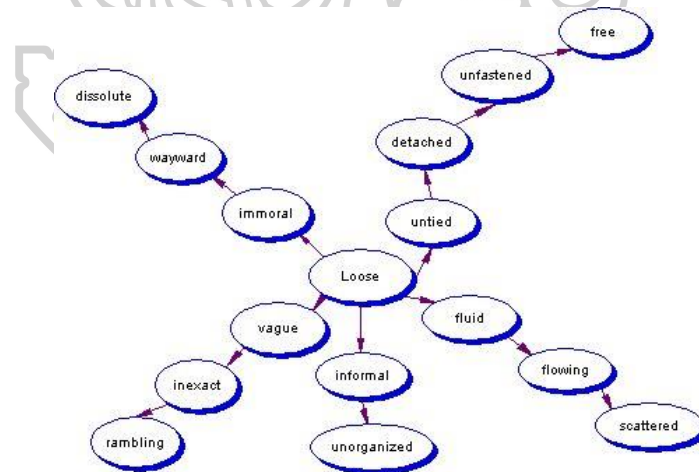 free
unfastened
dissolute
detached
wayward
immoral
untied
Loose
vague
fluid
informal
flowing
inexact
scattered
rambling
unorganized